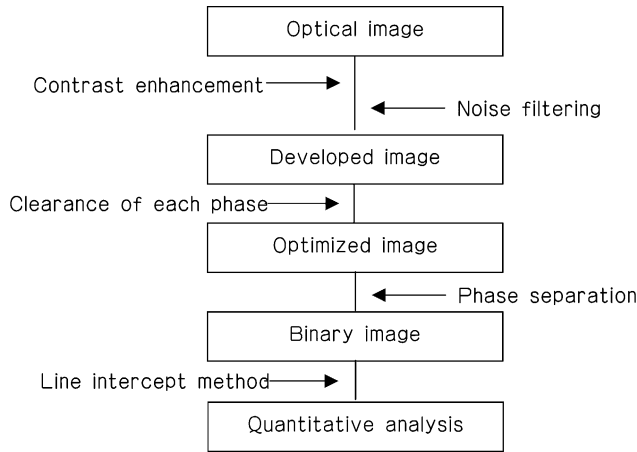 Optical image
Contrast enhancement
Noise filtering
Developed image
Clearance of each phase
Optimized image
Phase separation
Binary image
Line intercept method
Quantitative analysis